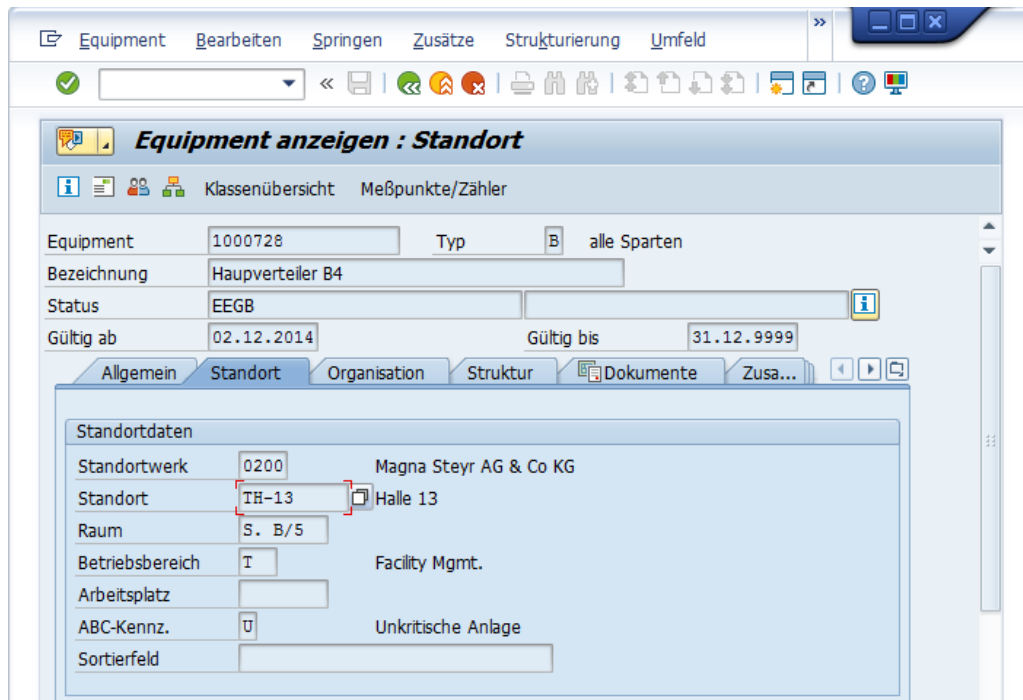 Equipment Bearbeiten Springen Zusätze Strukturierung Umfeld
Equipment anzeigen : Standort
Klassenübersicht Meßpunkte/Zähler
Equipment 1000728 Typ B alle Sparten
Bezeichnung Haupverteiler B4
Status EEGB
Gültig ab 02.12.2014 Gültig bis 31.12.9999
Allgemein Standort Organisation Struktur Dokumente Zusa...
Standortdaten
Standortwerk 0200 Magna Steyr AG & Co KG
Standort TH-13 Halle 13
Raum S. B/5
Betriebsbereich T Facility Mgmt.
Arbeitsplatz
ABC-Kennz. U Unkritische Anlage
Sortierfeld